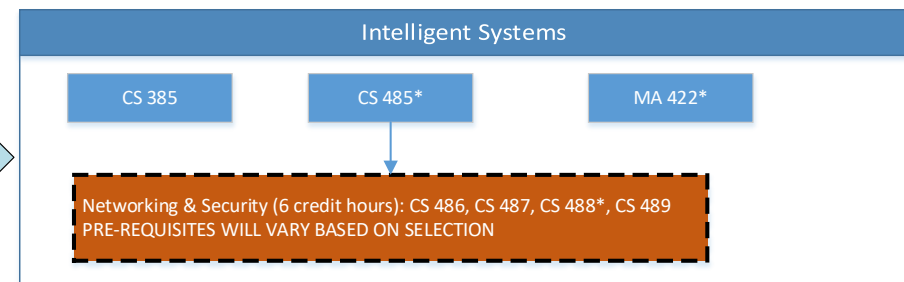 Intelligent Systems
CS 385
CS 485*
MA 422*
Networking & Security (6 credit hours): CS 486, CS 487, CS 488*, CS 489
PRE-REQUISITES WILL VARY BASED ON SELECTION